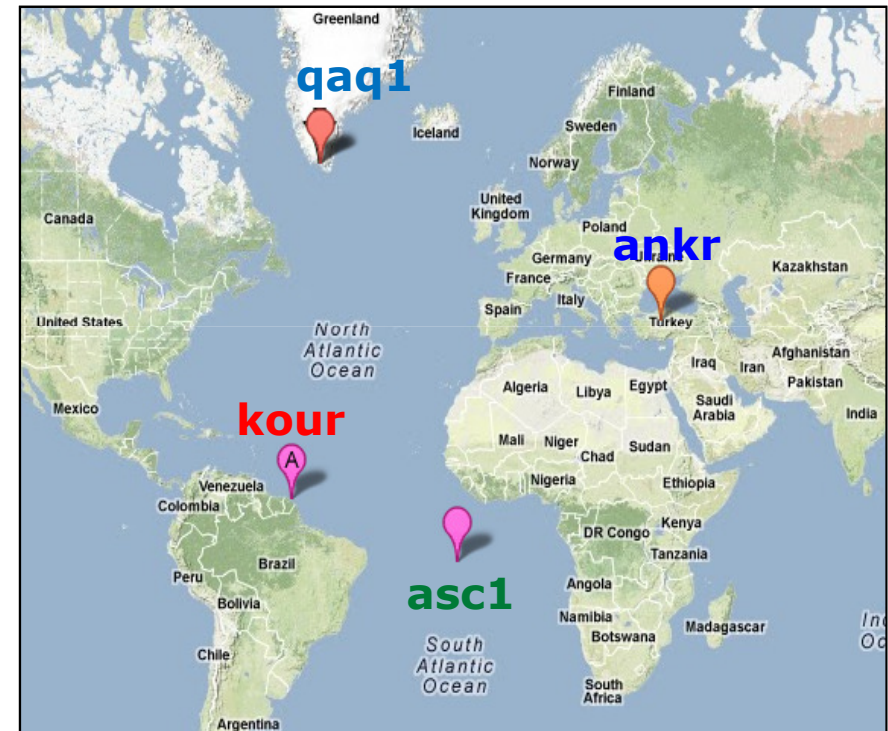 Greenland
qaq1
Finland
Iceland
Sweden
Norway
United
Kingdom
Canada
Poland
ankr
Germany
Ukraine
Kazakhstan
France
Italy
Spain
United States
Turkey
North
Atlantic
Ocean
Iraq
Iran
Afghanistan
Pakistan
Algeria
Libya
Egypt
Saudi
Arabia
Mexico
India
kour
Mali
Niger
Chad
Sudan
A
Venezuela
Nigeria
Ethiopia
Colombia
DR Congo
Kenya
Tanzania
Brazil
Peru
asc1
Angola
Bolivia
Namibia
Botswana
Madagascar
Chile
South
Atlantic
Ocean
South
Africa
Argentina